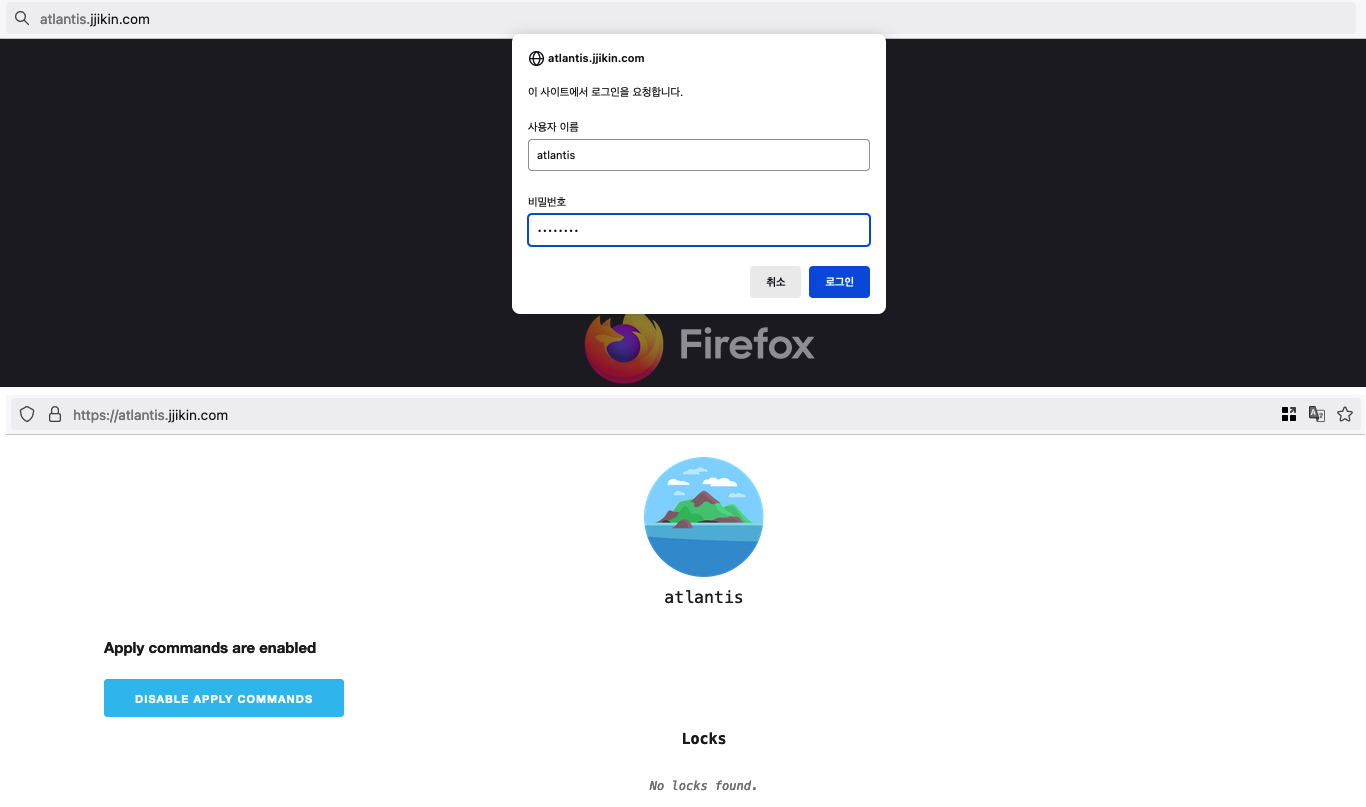 atlantis.jjikin.com
atlantis.jjikin.com
이 사이트에서 로그인을 요청합니다.
사용자 이름
atlantis
비밀번호
••••••••
취소 로그인
Firefox
https://atlantis.jjikin.com
atlantis
Apply commands are enabled
DISABLE APPLY COMMANDS
Locks
No locks found.